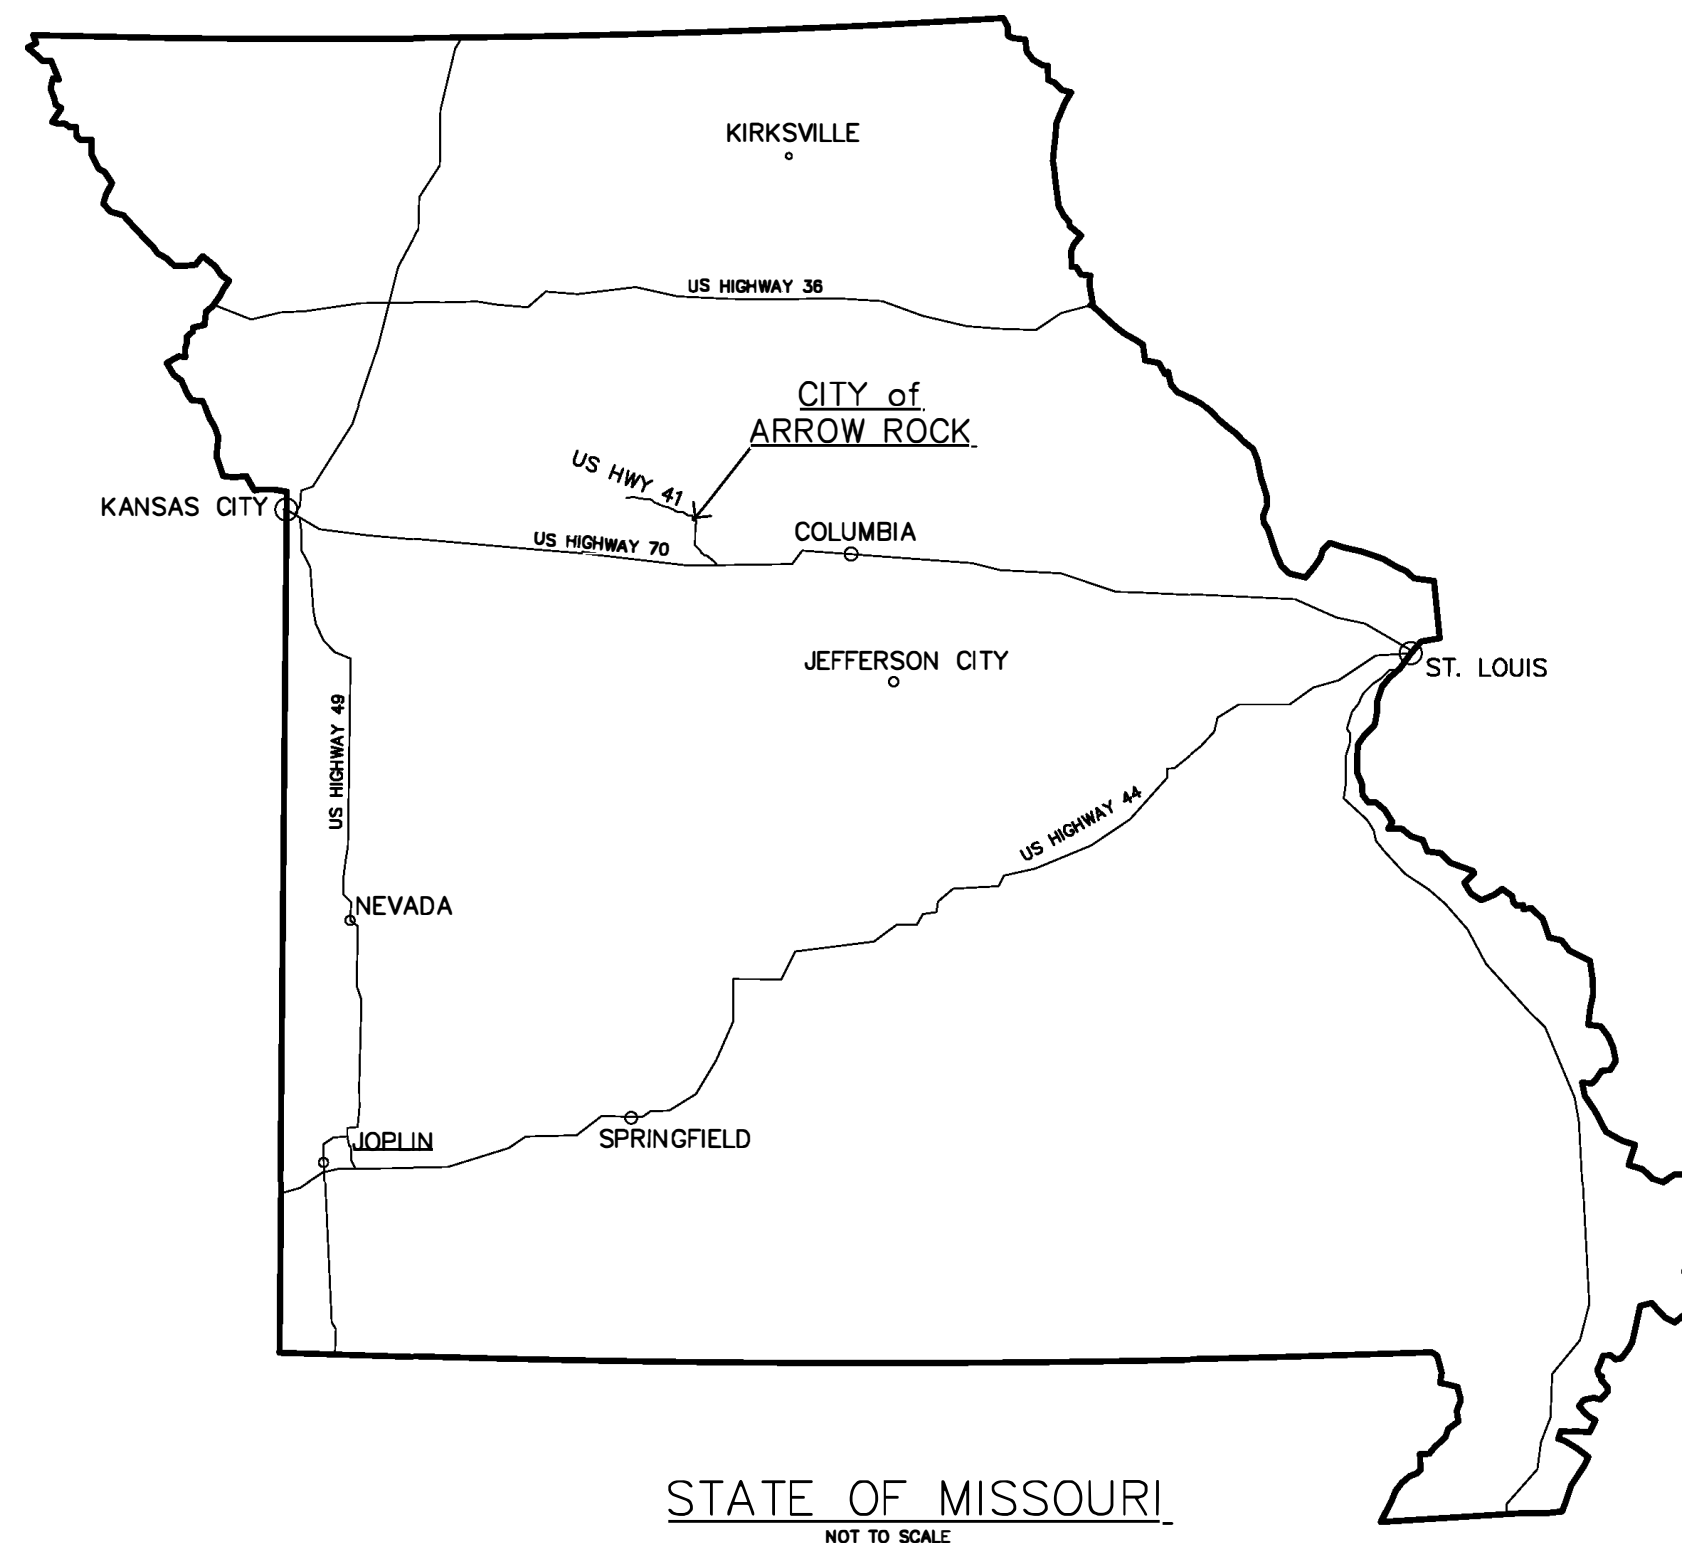 KIRKSVILLE
US HIGHWAY 36
CITY of
ARROW ROCK
US HWY 41
KANSAS CITY
US HIGHWAY 70
COLUMBIA
JEFFERSON CITY
ST. LOUIS
US HIGHWAY 49
US HIGHWAY 44
NEVADA
JOPLIN
SPRINGFIELD
STATE OF MISSOURI
NOT TO SCALE